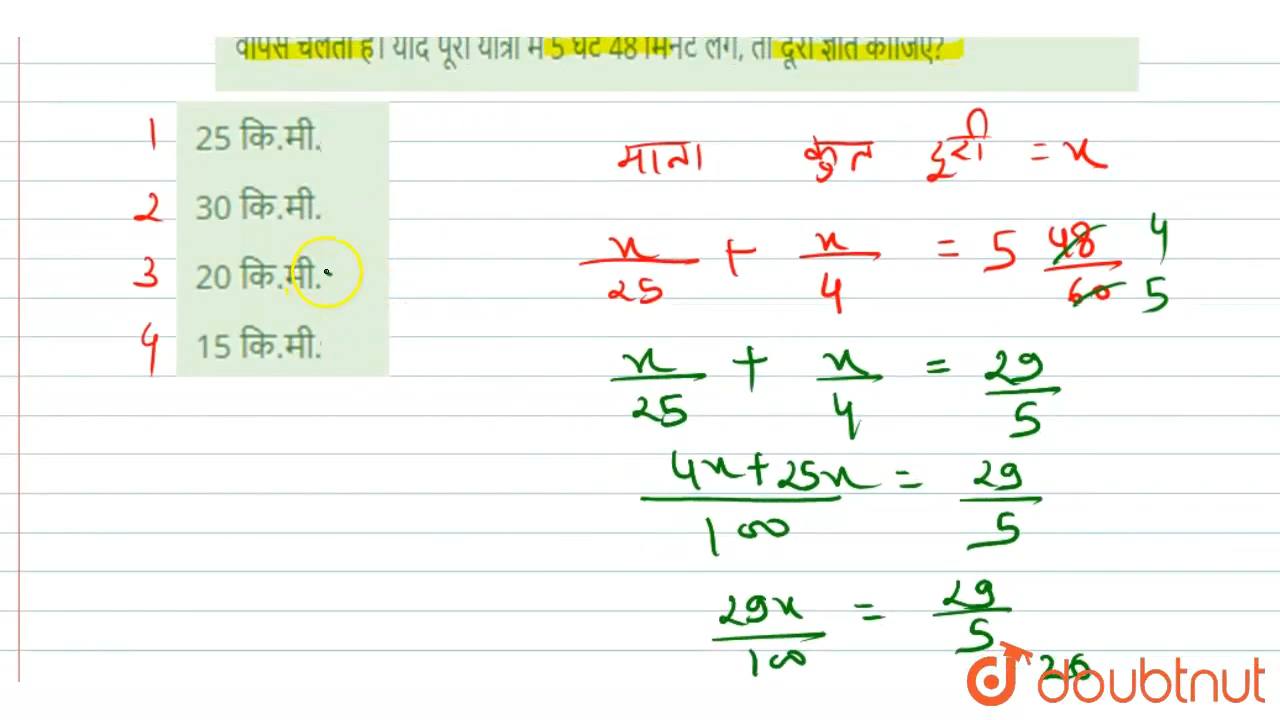 वापस चलता है। यदि पूरी यात्रा में 5 घंटे 48 मिनट लगे, तो दूरी ज्ञात कीजिए?
1 25 कि.मी.
2 30 कि.मी.
3 20 कि.मी.
4 15 कि.मी.
माना कुल दूरी = x
x/25 + x/4 = 5 48/60 4/5
x/25 + x/4 = 29/5
4x+25x/100 = 29/5
29x/100 = 29/5
20
doubtnut